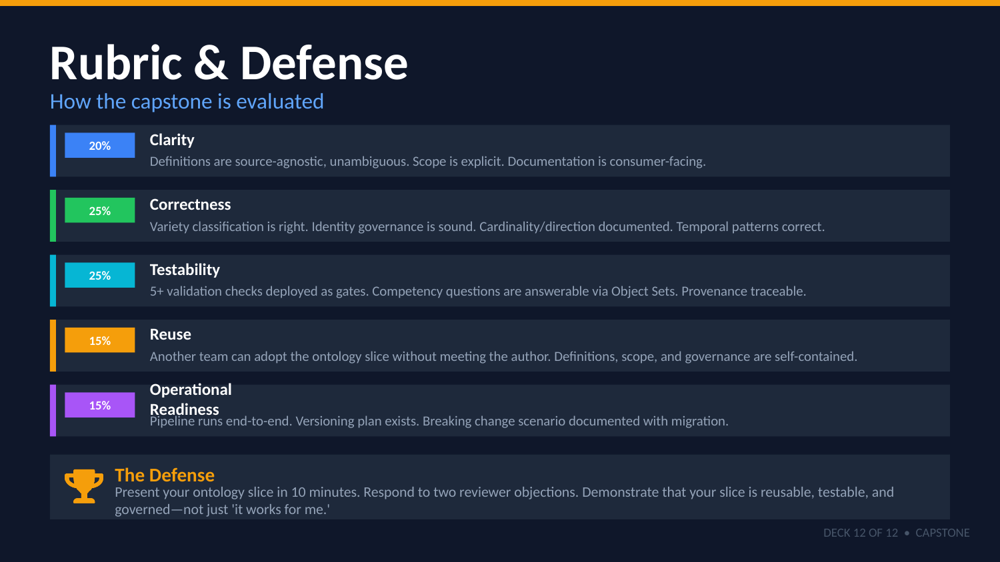 Rubric & Defense
How the capstone is evaluated
20%
Clarity
Definitions are source-agnostic, unambiguous. Scope is explicit. Documentation is consumer-facing.
25%
Correctness
Variety classification is right. Identity governance is sound. Cardinality/direction documented. Temporal patterns correct.
25%
Testability
5+ validation checks deployed as gates. Competency questions are answerable via Object Sets. Provenance traceable.
15%
Reuse
Another team can adopt the ontology slice without meeting the author. Definitions, scope, and governance are self-contained.
15%
Operational
Readiness
Pipeline runs end-to-end. Versioning plan exists. Breaking change scenario documented with migration.
The Defense
Present your ontology slice in 10 minutes. Respond to two reviewer objections. Demonstrate that your slice is reusable, testable, and
governed—not just 'it works for me.'
DECK 12 OF 12 • CAPSTONE